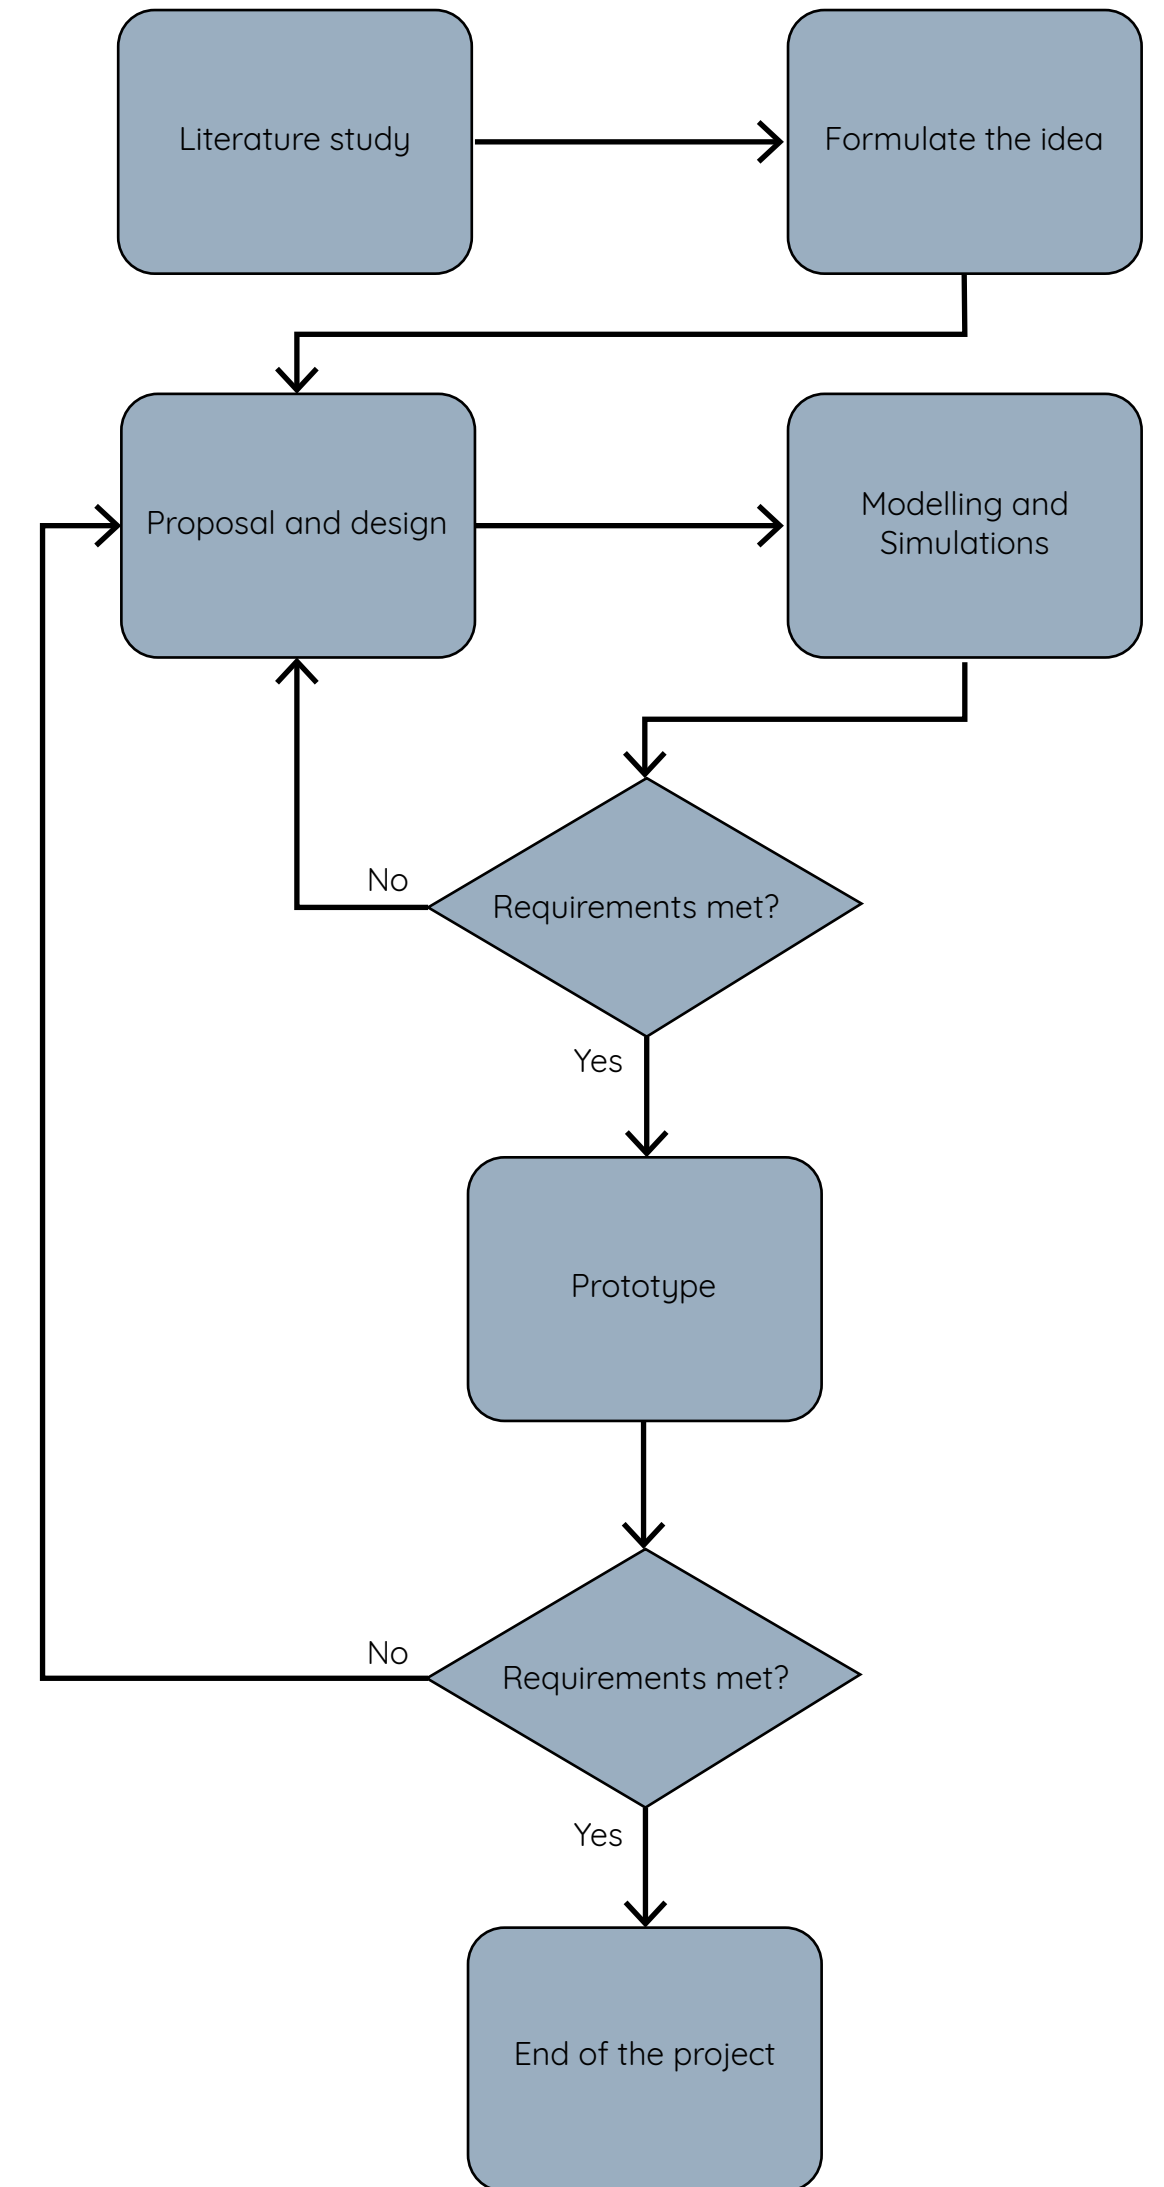 Literature study
Formulate the idea
Proposal and design
Modelling and
Simulations
No
Requirements met?
Yes
Prototype
No
Requirements met?
Yes
End of the project